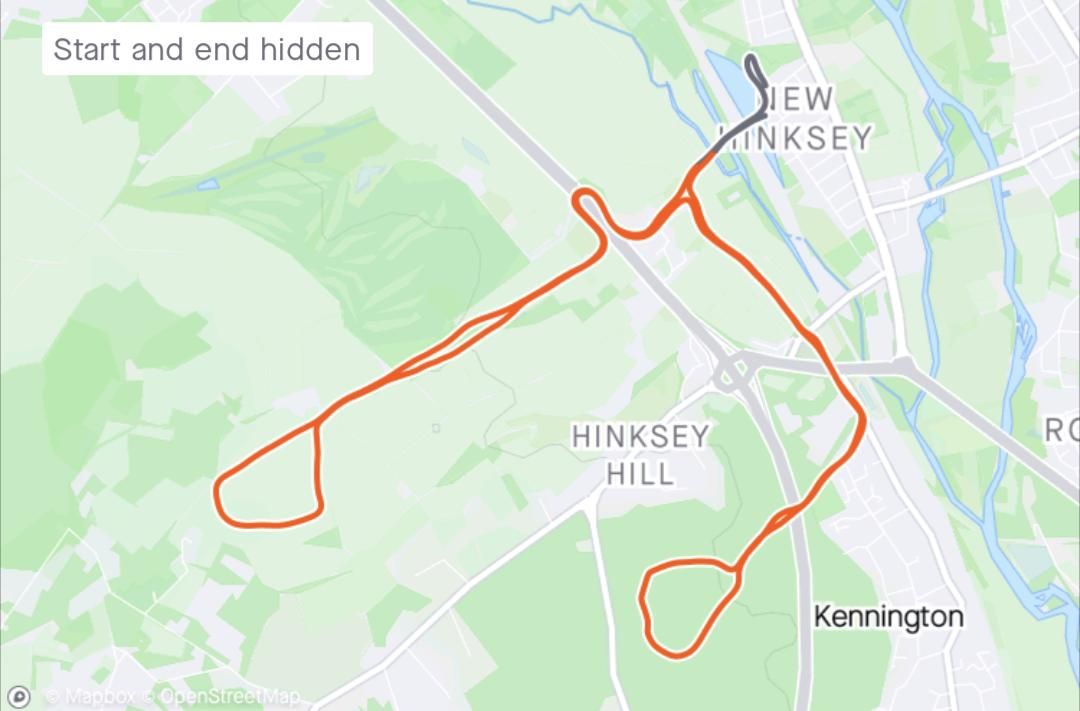 Start and end hidden
NEW
HINKSEY
HINKSEY
HILL
Kennington
© Mapbox © OpenStreetMap